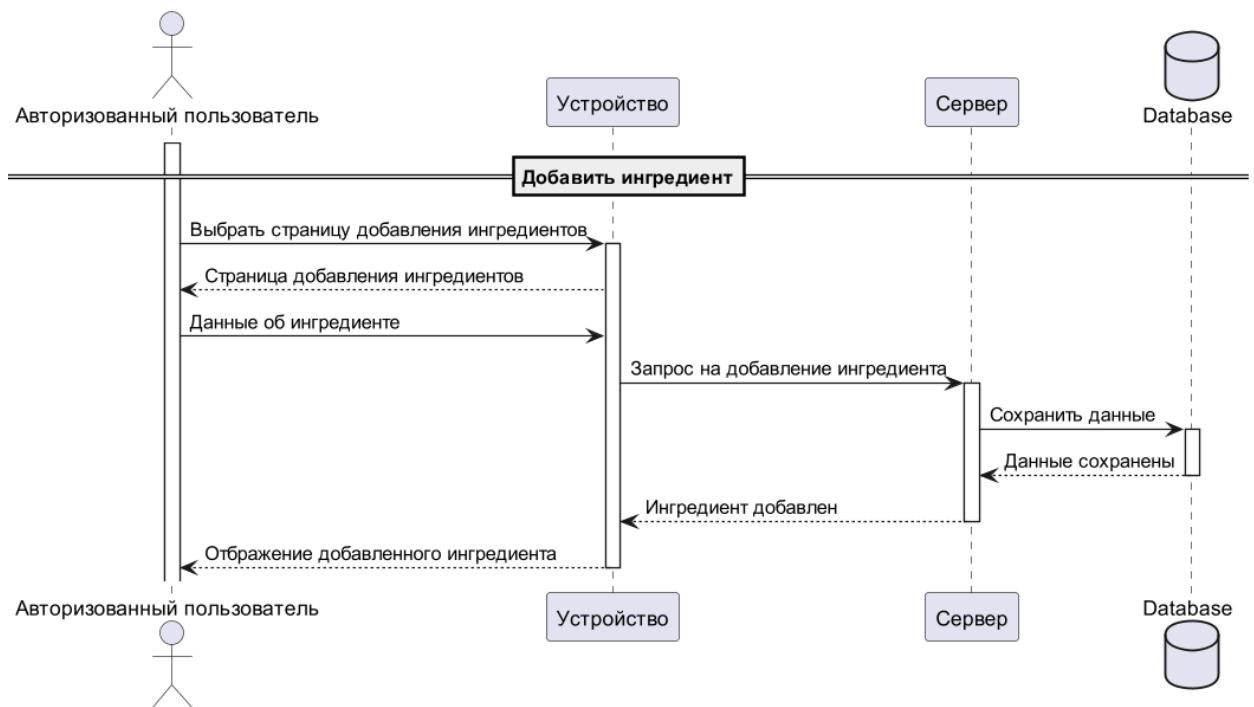 Авторизованный пользователь
Устройство
Сервер
Database
Добавить ингредиент
Выбрать страницу добавления ингредиентов
Страница добавления ингредиентов
Данные об ингредиенте
Запрос на добавление ингредиента
Сохранить данные
Данные сохранены
Ингредиент добавлен
Отбражение добавленного ингредиента
Авторизованный пользователь
Устройство
Сервер
Database